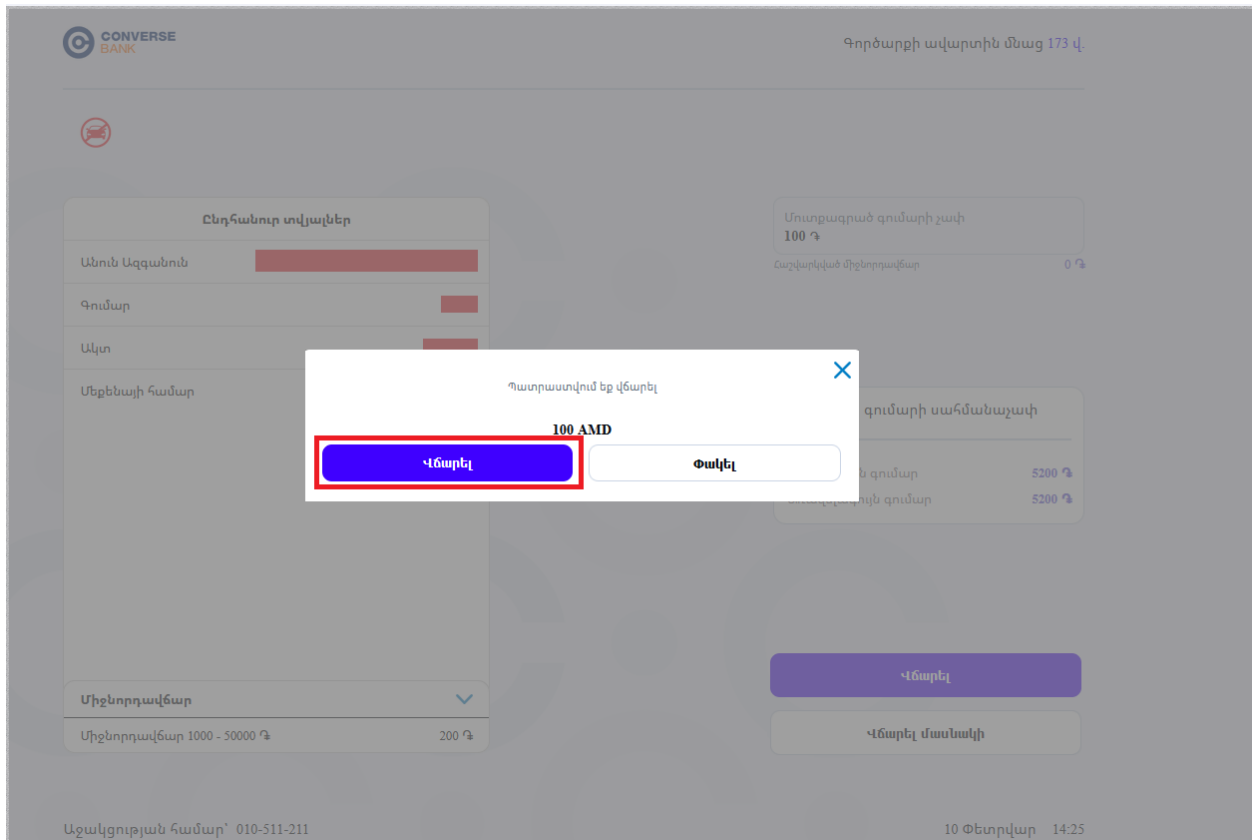 CONVERSE
BANK
Գործարքի ավարտին մնաց 173 վ.
Ընդհանուր տվյալներ
Անուն Ազգանուն
Գումար
Ակտ
Մեքենայի համար
Մուտքագրած գումարի չափ
100 ֏
Հաշվարկված միջնորդավճար 0 ֏
Պատրաստվում եք վճարել
100 AMD
Վճարել
Փակել
գումարի սահմանաչափ
գումար 5200 ֏
գումար 5200 ֏
Միջնորդավճար
Միջնորդավճար 1000 - 50000 ֏ 200 ֏
Վճարել
Վճարել մասնակի
Աջակցության համար՝ 010-511-211
10 Փետրվար 14:25